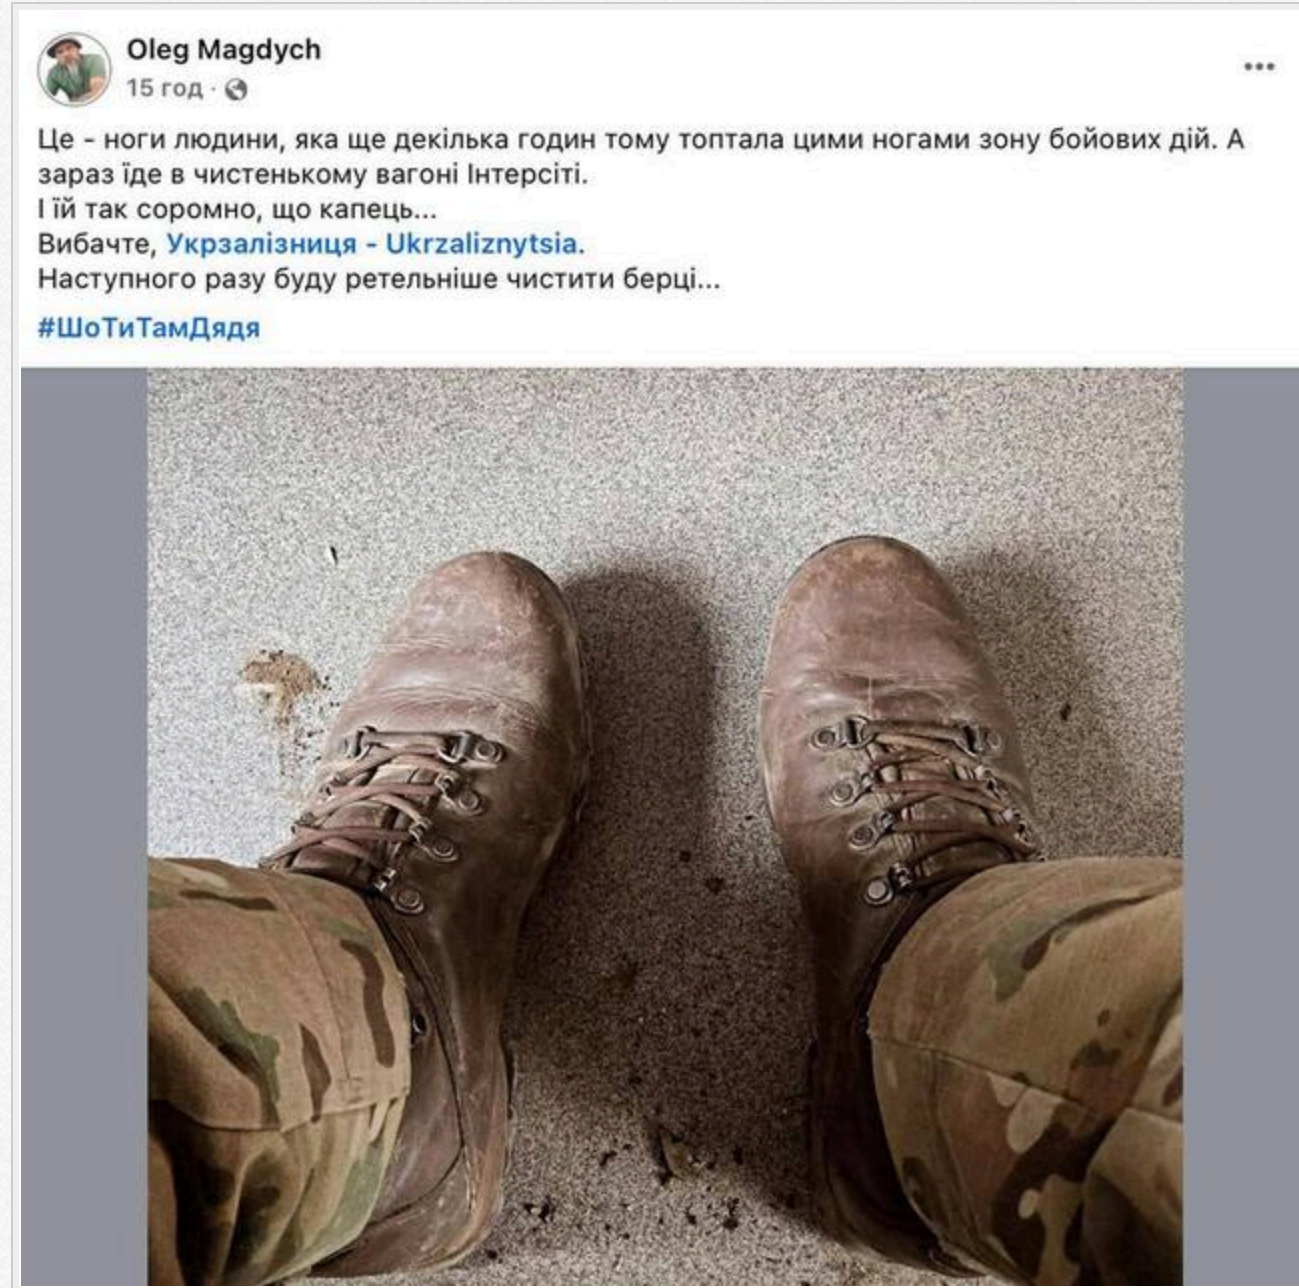 Oleg Magdych
15 год ·
Це - ноги людини, яка ще декілька годин тому топтала цими ногами зону бойових дій. А
зараз їде в чистенькому вагоні Інтерсіті.
І їй так соромно, що капець...
Вибачте, Укрзалізниця - Ukrzaliznytsia.
Наступного разу буду ретельніше чистити берці...
#ШоТиТамДядя